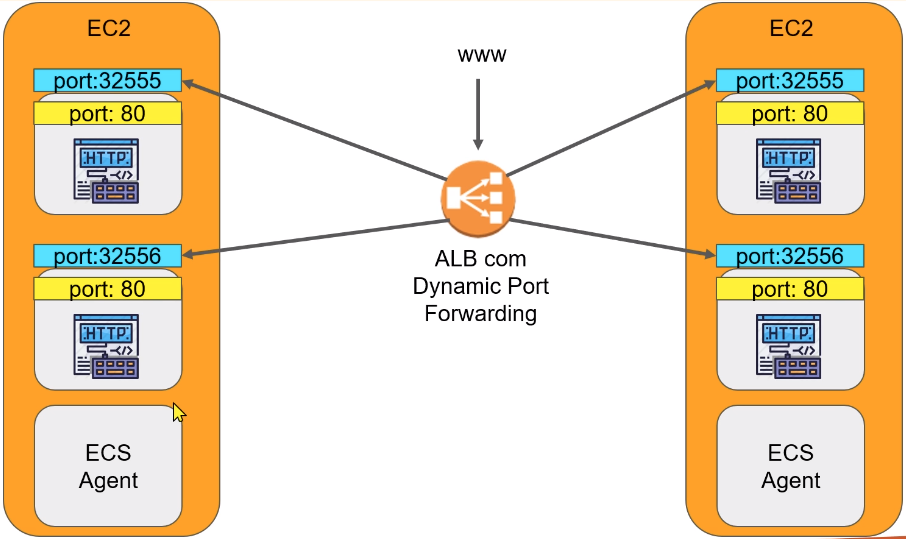 EC2
port:32555
port: 80
HTTP
port:32556
port: 80
HTTP
ECS
Agent
www
ALB com
Dynamic Port
Forwarding
EC2
port:32555
port: 80
HTTP
port:32556
port: 80
HTTP
ECS
Agent